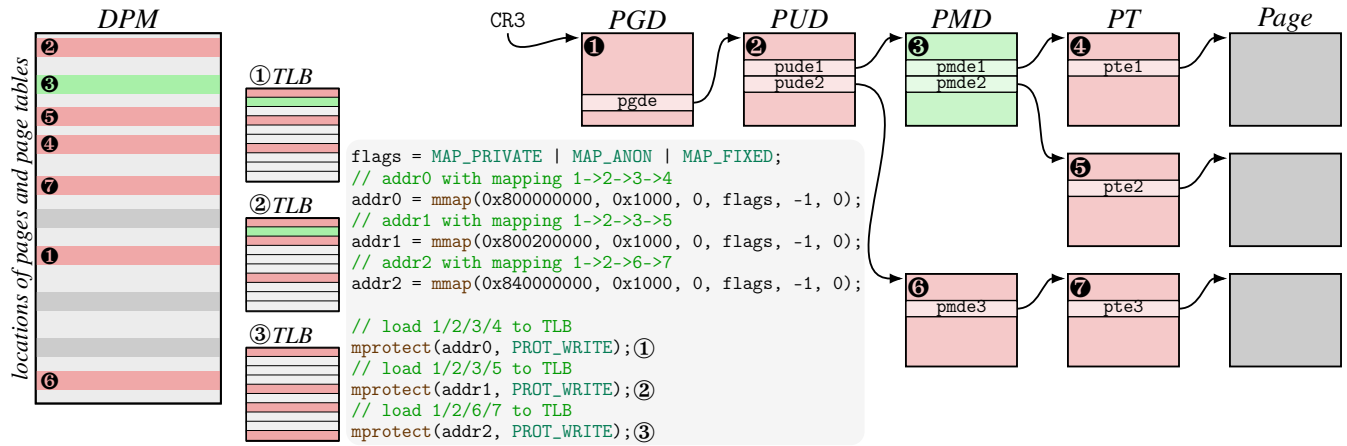 DPM
locations of pages and page tables
❷
❸
❺
❹
❼
❶
❻
①TLB
②TLB
③TLB
CR3
PGD
PUD
PMD
PT
Page
❶
pgde
❷
pude1
pude2
❸
pmde1
pmde2
❹
pte1
❺
pte2
❻
pmde3
❼
pte3
flags = MAP_PRIVATE | MAP_ANON | MAP_FIXED;
// addr0 with mapping 1->2->3->4
addr0 = mmap(0x800000000, 0x1000, 0, flags, -1, 0);
// addr1 with mapping 1->2->3->5
addr1 = mmap(0x800200000, 0x1000, 0, flags, -1, 0);
// addr2 with mapping 1->2->6->7
addr2 = mmap(0x840000000, 0x1000, 0, flags, -1, 0);
// load 1/2/3/4 to TLB
mprotect(addr0, PROT_WRITE);①
// load 1/2/3/5 to TLB
mprotect(addr1, PROT_WRITE);②
// load 1/2/6/7 to TLB
mprotect(addr2, PROT_WRITE);③